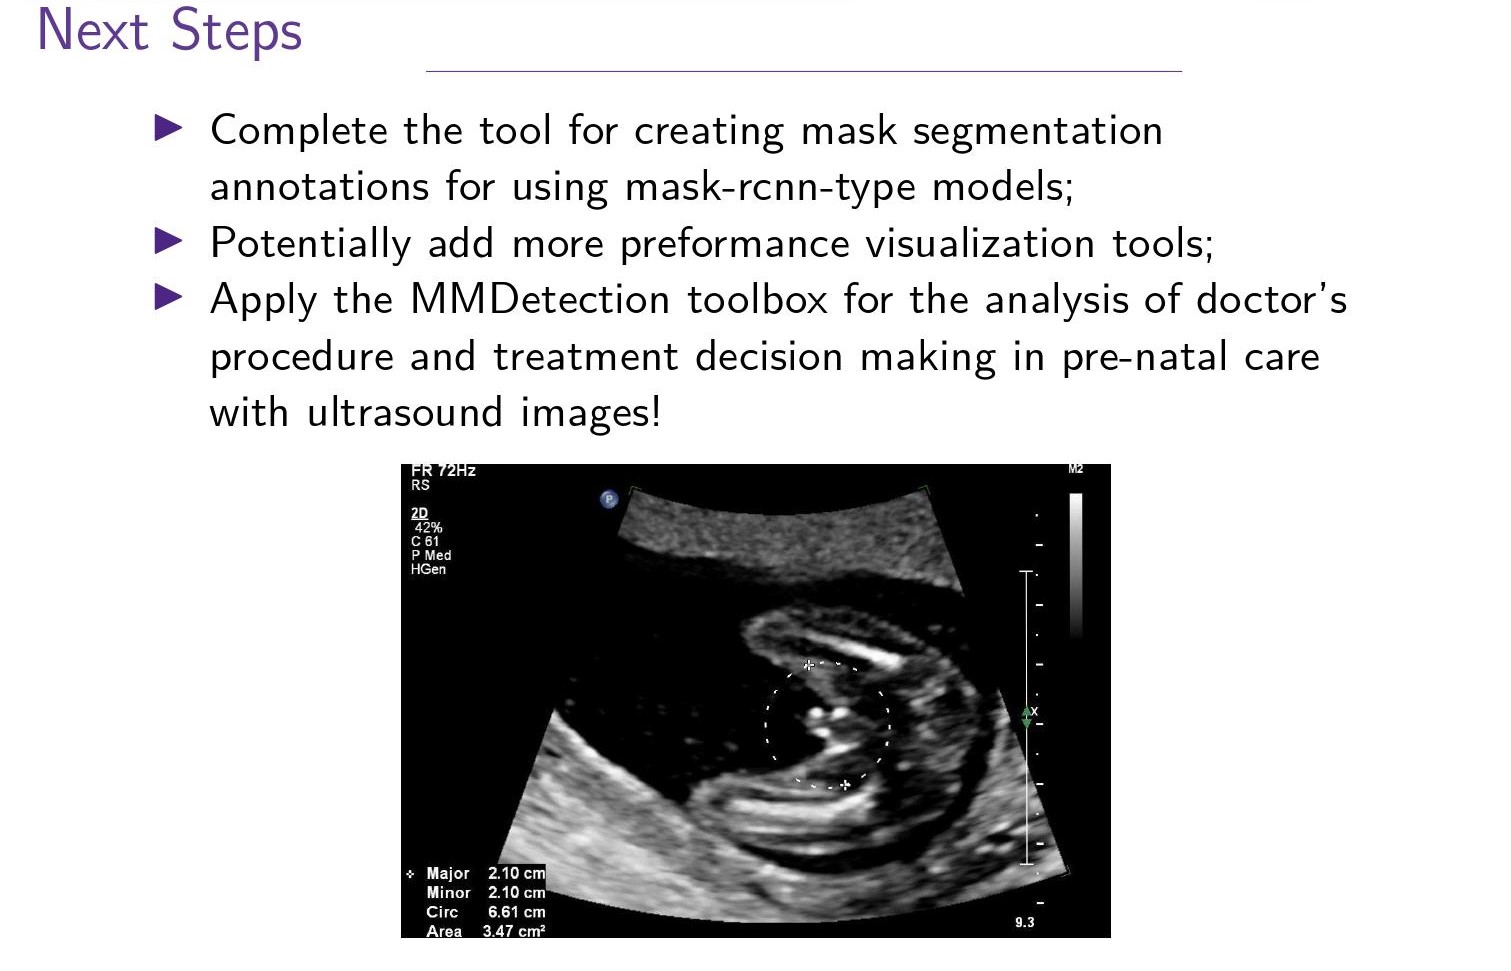 Next Steps
Complete the tool for creating mask segmentation
annotations for using mask-rcnn-type models;
Potentially add more preformance visualization tools;
Apply the MMDetection toolbox for the analysis of doctor's
procedure and treatment decision making in pre-natal care
with ultrasound images!
FR 72Hz
RS
M2
P
2D
42%
C 61
P Med
HGen
X
Major 2.10 cm
Minor 2.10 cm
Circ 6.61 cm
Area 3.47 cm²
9.3